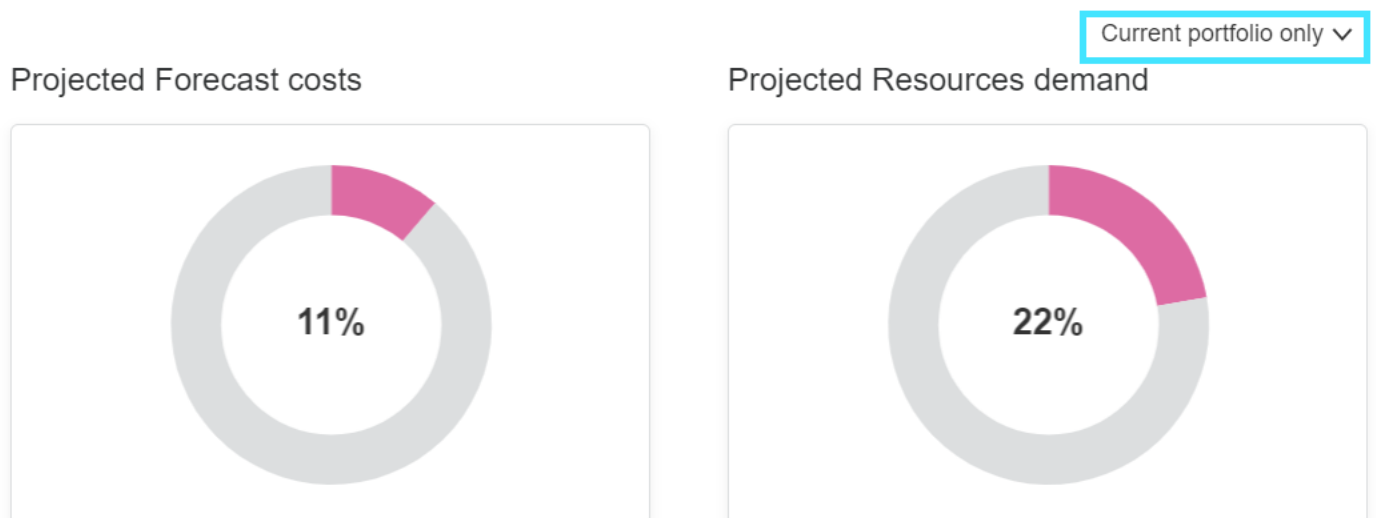 Current portfolio only
Projected Forecast costs
Projected Resources demand
11%
22%